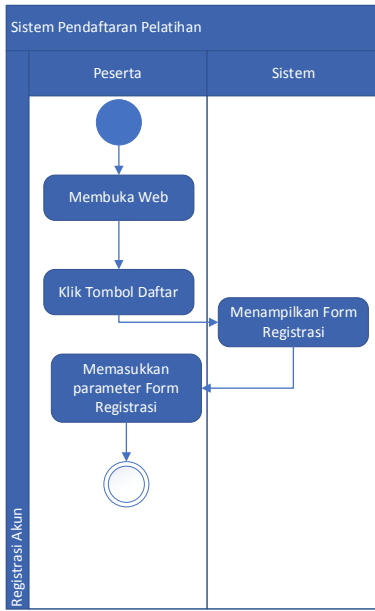 Sistem Pendaftaran Pelatihan
Peserta
Sistem
Membuka Web
Klik Tombol Daftar
Menampilkan Form
Registrasi
Memasukkan
parameter Form
Registrasi
Registrasi Akun